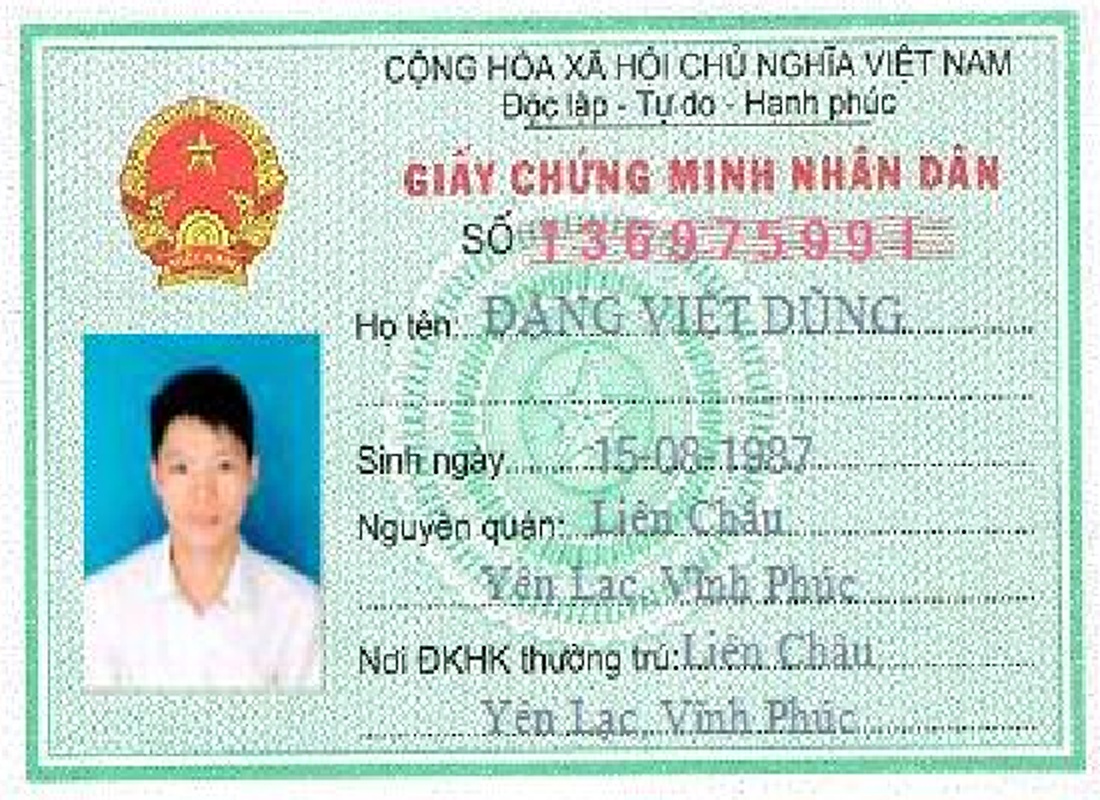 CỘNG HÒA XÃ HỘI CHỦ NGHĨA VIỆT NAM
Độc lập - Tự do - Hạnh phúc
GIẤY CHỨNG MINH NHÂN DÂN
SỐ
Họ tên: ĐẶNG VIỆT DŨNG
Sinh ngày 15-08-1987
Nguyên quán: Liên Châu
Yên Lạc, Vĩnh Phúc
Nơi ĐKHK thường trú: Liên Châu,
Yên Lạc, Vĩnh Phúc